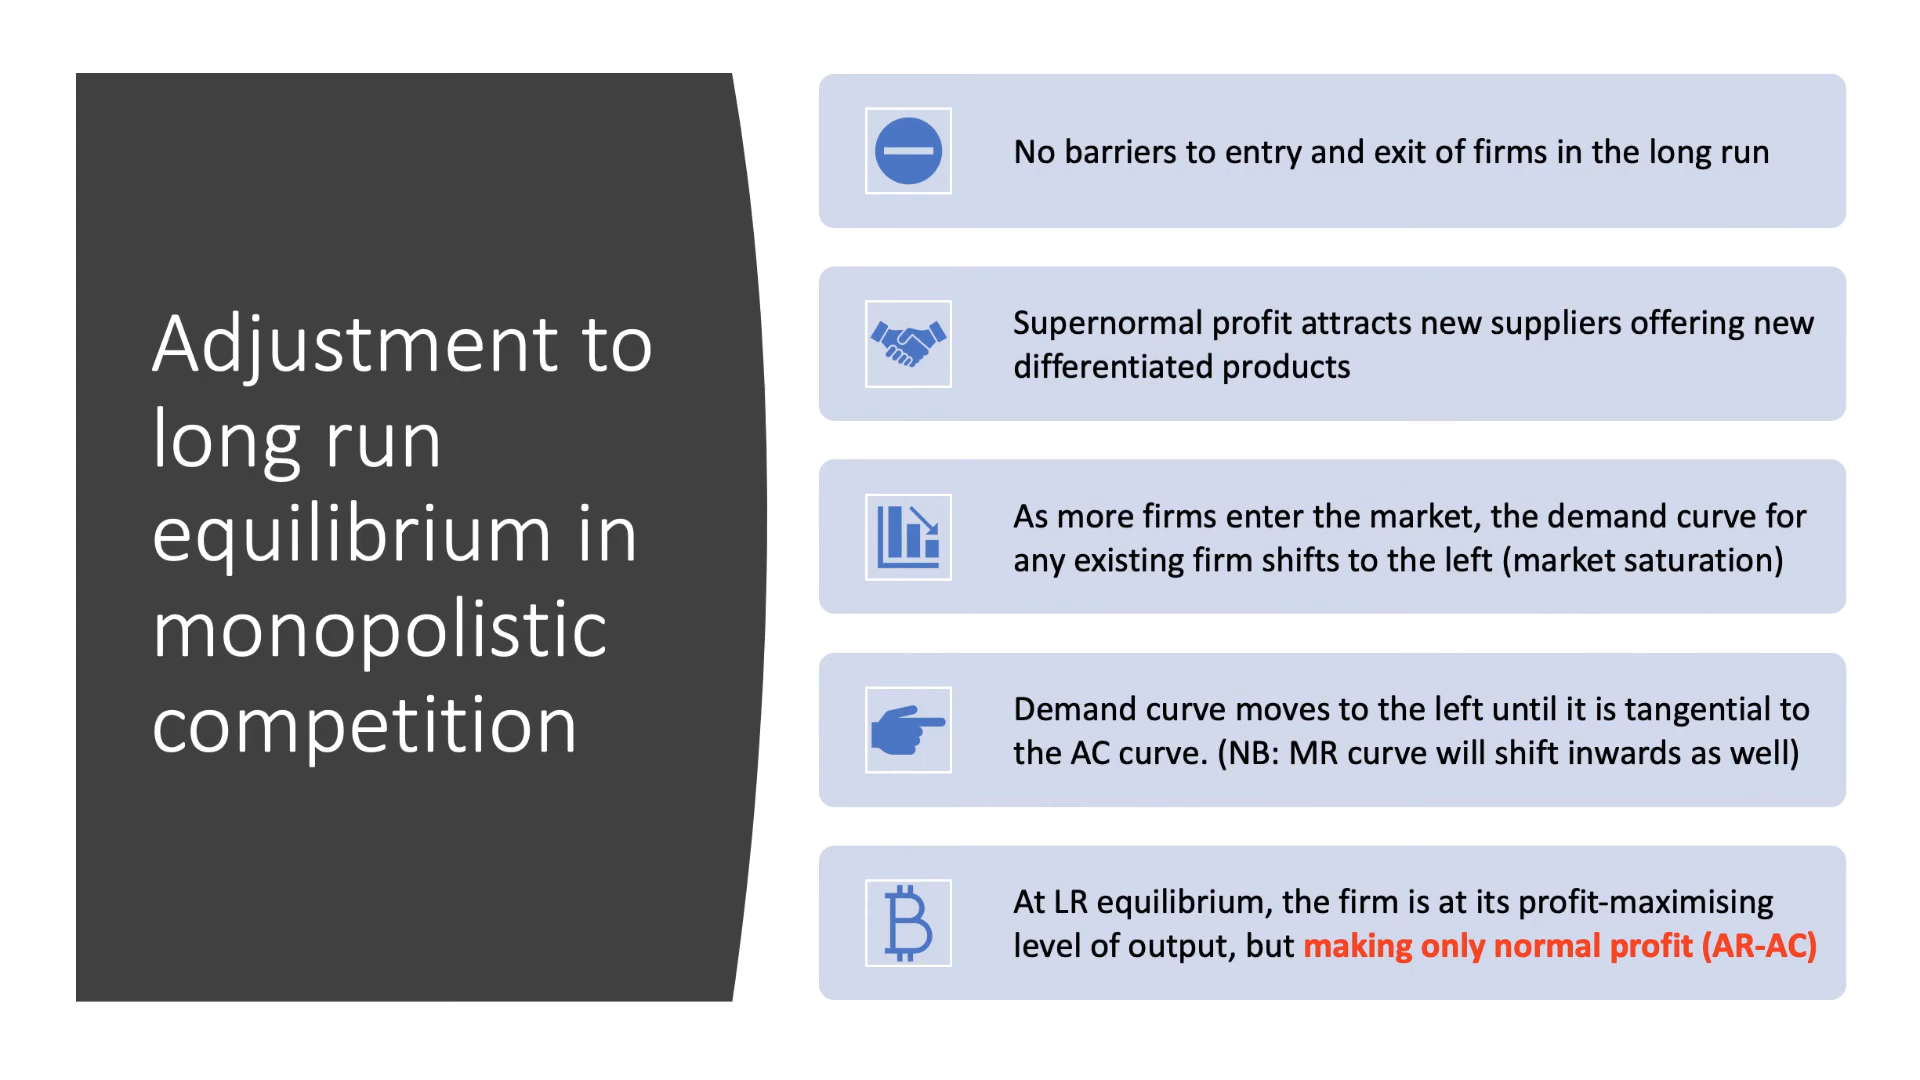 Adjustment to
long run
equilibrium in
monopolistic
competition
No barriers to entry and exit of firms in the long run
Supernormal profit attracts new suppliers offering new
differentiated products
As more firms enter the market, the demand curve for
any existing firm shifts to the left (market saturation)
Demand curve moves to the left until it is tangential to
the AC curve. (NB: MR curve will shift inwards as well)
At LR equilibrium, the firm is at its profit-maximising
level of output, but making only normal profit (AR-AC)